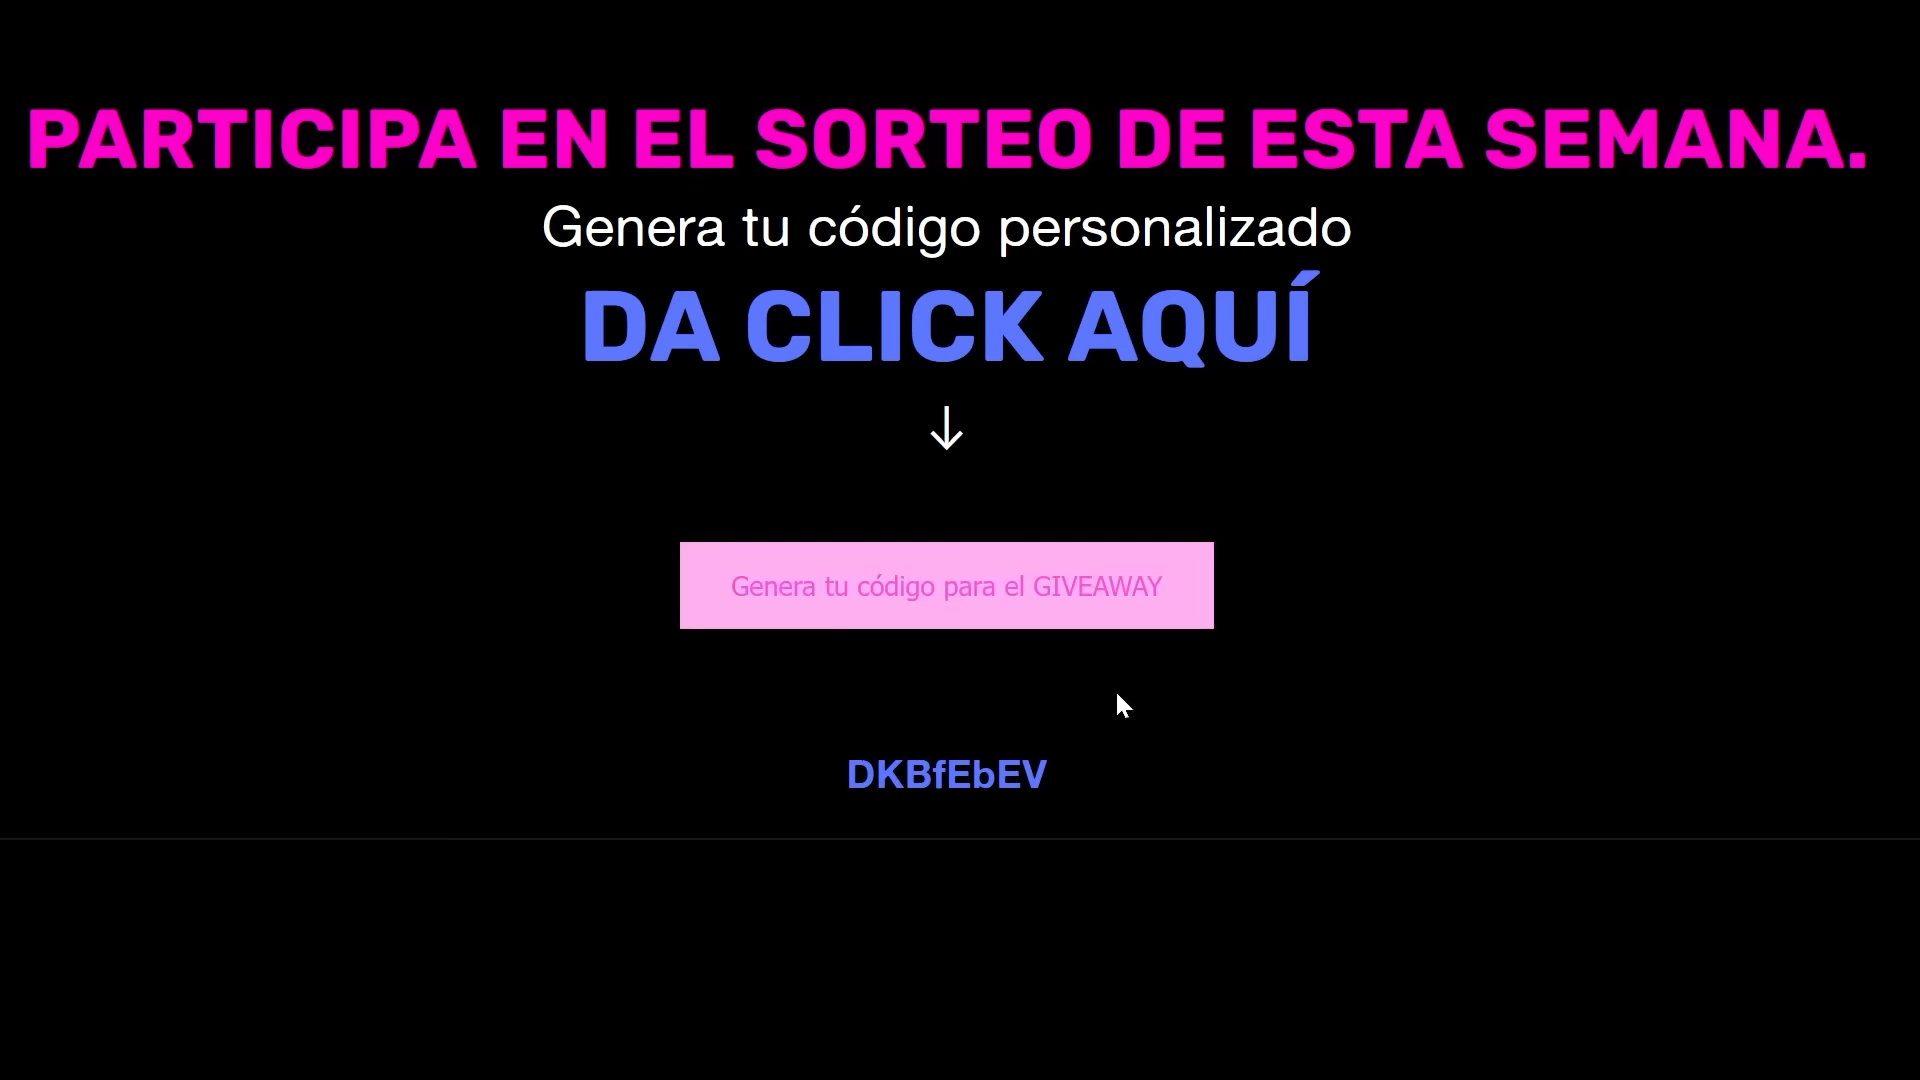 PARTICIPA EN EL SORTEO DE ESTA SEMANA.
Genera tu código personalizado
DA CLICK AQUÍ
↓
Genera tu código para el GIVEAWAY
DKBfEbEV